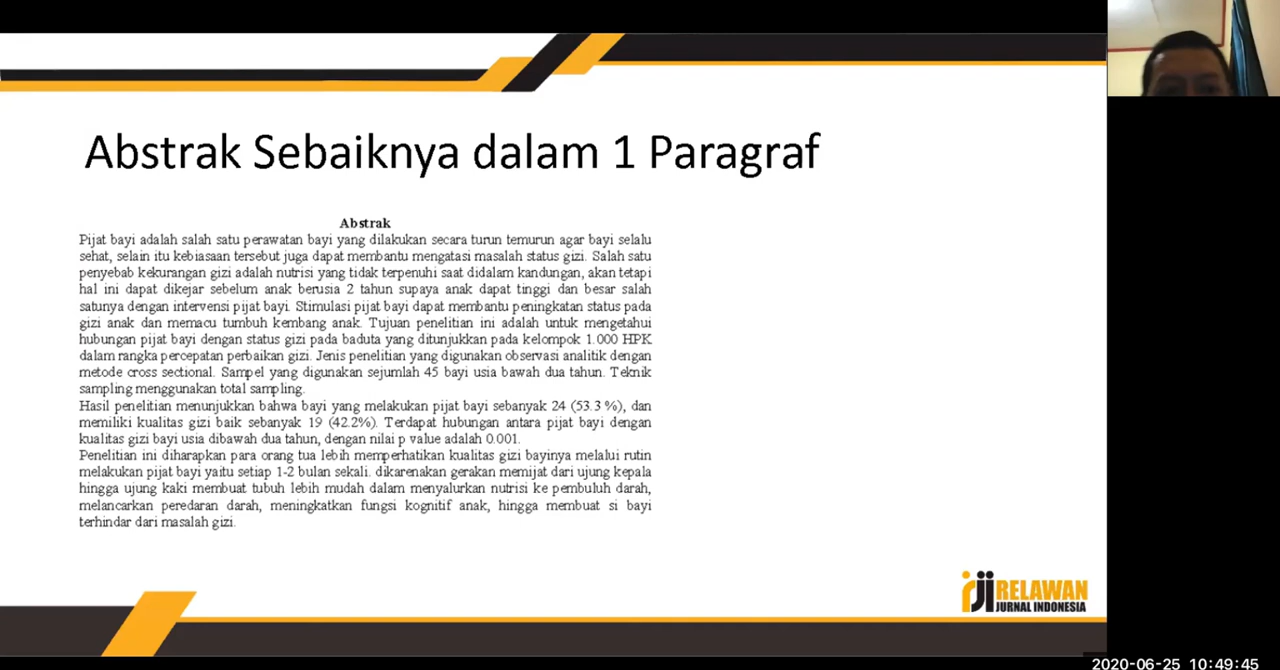 Abstrak Sebaiknya dalam 1 Paragraf
Abstrak
Pijat bayi adalah salah satu perawatan bayi yang dilakukan secara turun temurun agar bayi selalu
sehat, selain itu kebiasaan tersebut juga dapat membantu mengatasi masalah status gizi. Salah satu
penyebab kekurangan gizi adalah nutrisi yang tidak terpenuhi saat didalam kandungan, akan tetapi
hal ini dapat dikejar sebelum anak berusia 2 tahun supaya anak dapat tinggi dan besar salah
satunya dengan intervensi pijat bayi. Stimulasi pijat bayi dapat membantu peningkatan status pada
gizi anak dan memacu tumbuh kembang anak. Tujuan penelitian ini adalah untuk mengetahui
hubungan pijat bayi dengan status gizi pada baduta yang ditunjukkan pada kelompok 1.000 HPK
dalam rangka percepatan perbaikan gizi. Jenis penelitian yang digunakan observasi analitik dengan
metode cross sectional. Sampel yang digunakan sejumlah 45 bayi usia bawah dua tahun. Teknik
sampling menggunakan total sampling.
Hasil penelitian menunjukkan bahwa bayi yang melakukan pijat bayi sebanyak 24 (53.3 %), dan
memiliki kualitas gizi baik sebanyak 19 (42.2%). Terdapat hubungan antara pijat bayi dengan
kualitas gizi bayi usia dibawah dua tahun, dengan nilai p value adalah 0.001.
Penelitian ini diharapkan para orang tua lebih memperhatikan kualitas gizi bayinya melalui rutin
melakukan pijat bayi yaitu setiap 1-2 bulan sekali. dikarenakan gerakan memijat dari ujung kepala
hingga ujung kaki membuat tubuh lebih mudah dalam menyalurkan nutrisi ke pembuluh darah,
melancarkan peredaran darah, meningkatkan fungsi kognitif anak, hingga membuat si bayi
terhindar dari masalah gizi.
rji RELAWAN
JURNAL INDONESIA
2020-06-25 10:49:45